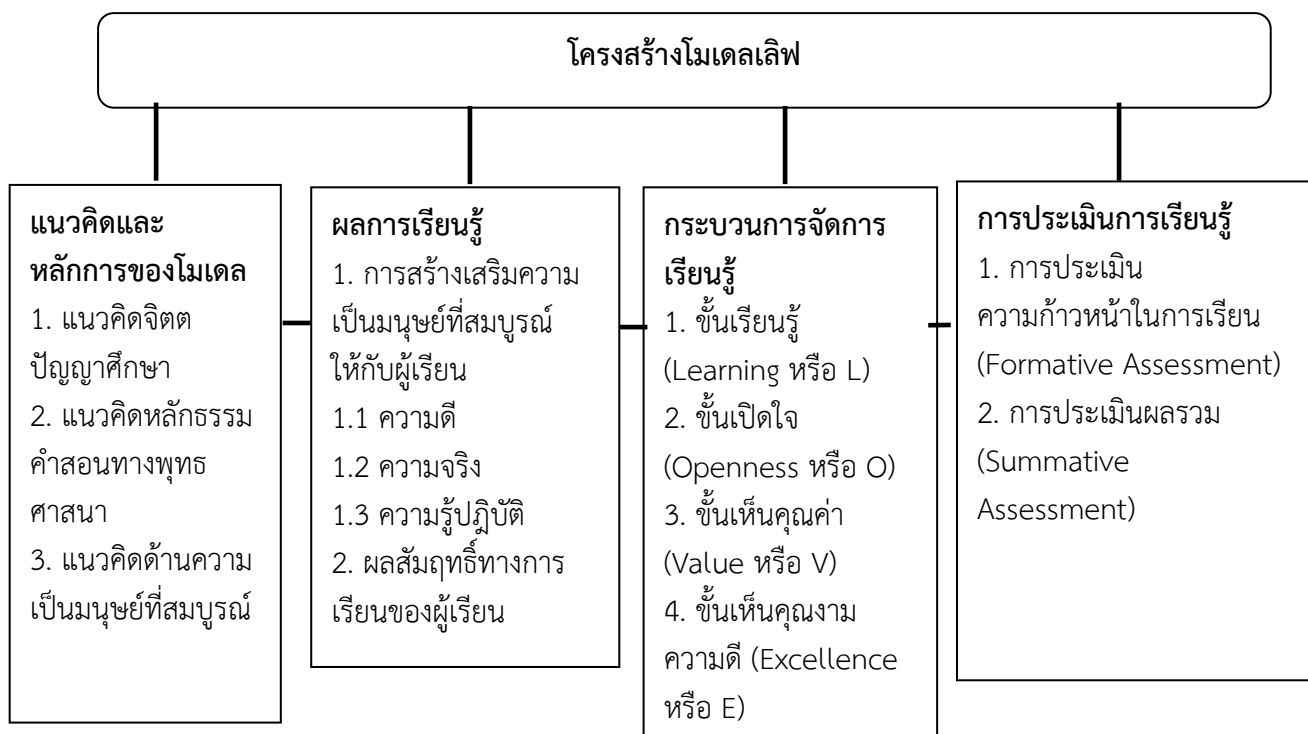 โครงสร้างโมเดลเลิฟ
แนวคิดและ
หลักการของโมเดล
1. แนวคิดจิตต
ปัญญาศึกษา
2. แนวคิดหลักธรรม
คำสอนทางพุทธ
ศาสนา
3. แนวคิดด้านความ
เป็นมนุษย์ที่สมบูรณ์
ผลการเรียนรู้
1. การสร้างเสริมความ
เป็นมนุษย์ที่สมบูรณ์
ให้กับผู้เรียน
1.1 ความดี
1.2 ความจริง
1.3 ความรู้ปฎิบัติ
2. ผลสัมฤทธิ์ทางการ
เรียนของผู้เรียน
กระบวนการจัดการ
เรียนรู้
1. ขั้นเรียนรู้
(Learning หรือ L)
2. ขั้นเปิดใจ
(Openness หรือ O)
3. ขั้นเห็นคุณค่า
(Value หรือ V)
4. ขั้นเห็นคุณงาม
ความดี (Excellence
หรือ E)
การประเมินการเรียนรู้
1. การประเมิน
ความก้าวหน้าในการเรียน
(Formative Assessment)
2. การประเมินผลรวม
(Summative
Assessment)